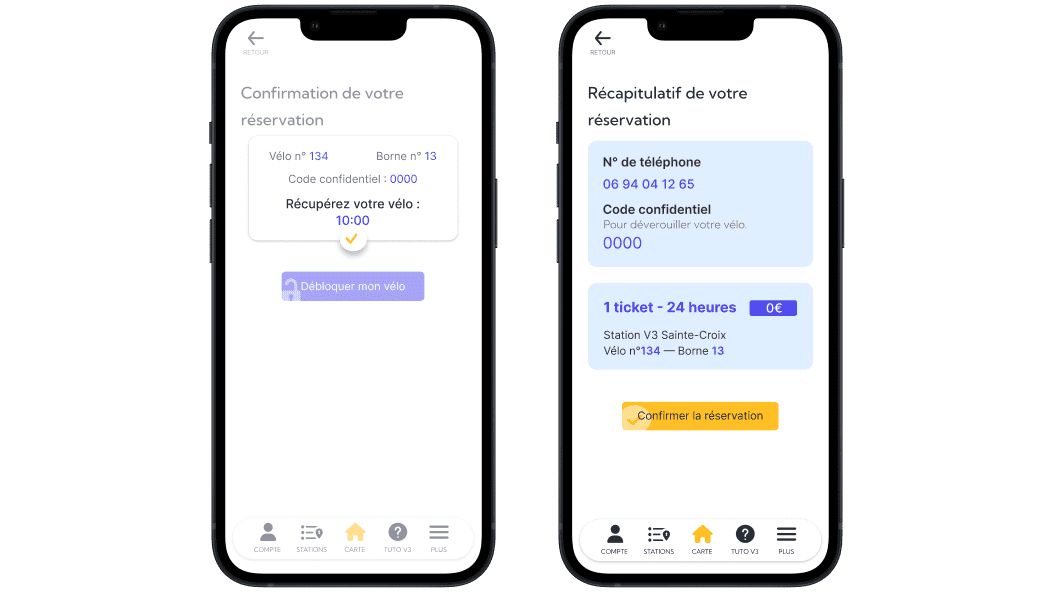 RETOUR
Confirmation de votre
réservation
Vélo n° 134
Borne n° 13
Code confidentiel : 0000
Récupérez votre vélo :
10:00
Débloquer mon vélo
COMPTE
STATIONS
CARTE
TUTO V3
PLUS
RETOUR
Récapitulatif de votre
réservation
N° de téléphone
06 94 04 12 65
Code confidentiel
Pour déverouiller votre vélo.
0000
1 ticket - 24 heures
0€
Station V3 Sainte-Croix
Vélo n°134 — Borne 13
Confirmer la réservation
COMPTE
STATIONS
CARTE
TUTO V3
PLUS